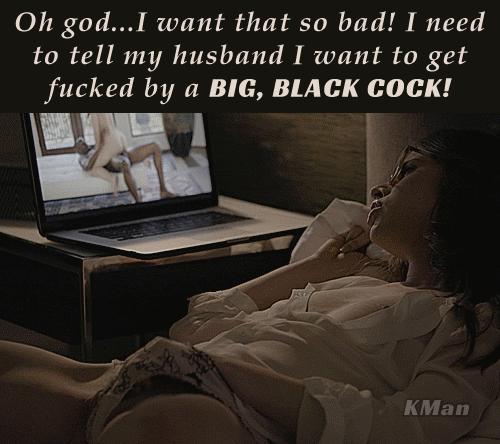 Oh god...I want that so bad! I need
to tell my husband I want to get
fucked by a BIG, BLACK COCK!
KMan